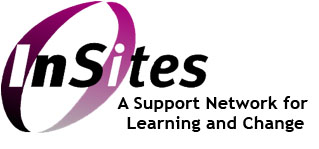 InSites
A Support Network for
Learning and Change